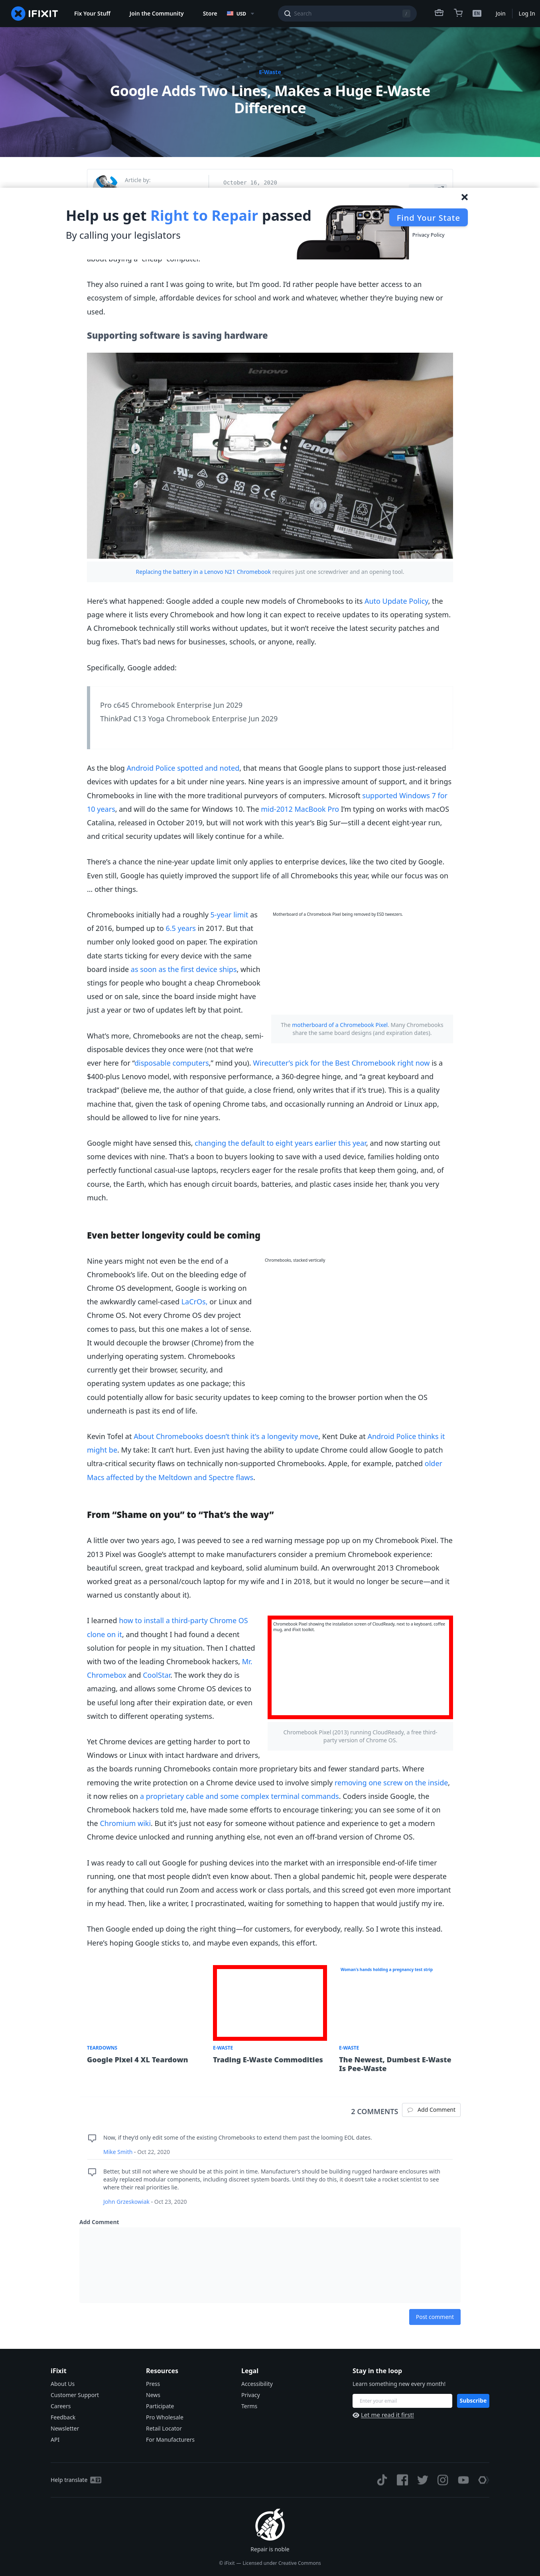 IFIXIT
Fix Your Stuff
Join the Community
Store
USD
Search
/
Join
Log In
E-Waste
Google Adds Two Lines, Makes a Huge E-Waste
Difference
Article by:
October 16, 2020
Help us get Right to Repair passed
By calling your legislators
Find Your State
Privacy Policy
about buying a “cheap” computer.
They also ruined a rant I was going to write, but I’m good. I’d rather people have better access to an
ecosystem of simple, affordable devices for school and work and whatever, whether they’re buying new or
used.
Supporting software is saving hardware
lenovo
lenovo
Replacing the battery in a Lenovo N21 Chromebook requires just one screwdriver and an opening tool.
Here’s what happened: Google added a couple new models of Chromebooks to its Auto Update Policy, the
page where it lists every Chromebook and how long it can expect to receive updates to its operating system.
A Chromebook technically still works without updates, but it won’t receive the latest security patches and
bug fixes. That’s bad news for businesses, schools, or anyone, really.
Specifically, Google added:
Pro c645 Chromebook Enterprise Jun 2029
ThinkPad C13 Yoga Chromebook Enterprise Jun 2029
As the blog Android Police spotted and noted, that means that Google plans to support those just-released
devices with updates for a bit under nine years. Nine years is an impressive amount of support, and it brings
Chromebooks in line with the more traditional purveyors of computers. Microsoft supported Windows 7 for
10 years, and will do the same for Windows 10. The mid-2012 MacBook Pro I’m typing on works with macOS
Catalina, released in October 2019, but will not work with this year’s Big Sur—still a decent eight-year run,
and critical security updates will likely continue for a while.
There’s a chance the nine-year update limit only applies to enterprise devices, like the two cited by Google.
Even still, Google has quietly improved the support life of all Chromebooks this year, while our focus was on
… other things.
Chromebooks initially had a roughly 5-year limit as
of 2016, bumped up to 6.5 years in 2017. But that
number only looked good on paper. The expiration
date starts ticking for every device with the same
board inside as soon as the first device ships, which
stings for people who bought a cheap Chromebook
used or on sale, since the board inside might have
just a year or two of updates left by that point.
Motherboard of a Chromebook Pixel being removed by ESD tweezers.
The motherboard of a Chromebook Pixel. Many Chromebooks
share the same board designs (and expiration dates).
What’s more, Chromebooks are not the cheap, semi-
disposable devices they once were (not that we’re
ever here for “disposable computers,” mind you). Wirecutter’s pick for the Best Chromebook right now is a
$400-plus Lenovo model, with responsive performance, a 360-degree hinge, and “a great keyboard and
trackpad” (believe me, the author of that guide, a close friend, only writes that if it’s true). This is a quality
machine that, given the task of opening Chrome tabs, and occasionally running an Android or Linux app,
should be allowed to live for nine years.
Google might have sensed this, changing the default to eight years earlier this year, and now starting out
some devices with nine. That’s a boon to buyers looking to save with a used device, families holding onto
perfectly functional casual-use laptops, recyclers eager for the resale profits that keep them going, and, of
course, the Earth, which has enough circuit boards, batteries, and plastic cases inside her, thank you very
much.
Even better longevity could be coming
Nine years might not even be the end of a
Chromebook’s life. Out on the bleeding edge of
Chrome OS development, Google is working on
the awkwardly camel-cased LaCrOs, or Linux and
Chrome OS. Not every Chrome OS dev project
comes to pass, but this one makes a lot of sense.
It would decouple the browser (Chrome) from the
underlying operating system. Chromebooks
currently get their browser, security, and
operating system updates as one package; this
could potentially allow for basic security updates to keep coming to the browser portion when the OS
underneath is past its end of life.
Chromebooks, stacked vertically
Kevin Tofel at About Chromebooks doesn’t think it’s a longevity move, Kent Duke at Android Police thinks it
might be. My take: It can’t hurt. Even just having the ability to update Chrome could allow Google to patch
ultra-critical security flaws on technically non-supported Chromebooks. Apple, for example, patched older
Macs affected by the Meltdown and Spectre flaws.
From “Shame on you” to “That’s the way”
A little over two years ago, I was peeved to see a red warning message pop up on my Chromebook Pixel. The
2013 Pixel was Google’s attempt to make manufacturers consider a premium Chromebook experience:
beautiful screen, great trackpad and keyboard, solid aluminum build. An overwrought 2013 Chromebook
worked great as a personal/couch laptop for my wife and I in 2018, but it would no longer be secure—and it
warned us constantly about it).
I learned how to install a third-party Chrome OS
clone on it, and thought I had found a decent
solution for people in my situation. Then I chatted
with two of the leading Chromebook hackers, Mr.
Chromebox and CoolStar. The work they do is
amazing, and allows some Chrome OS devices to
be useful long after their expiration date, or even
switch to different operating systems.
Chromebook Pixel showing the installation screen of CloudReady, next to a keyboard, coffee
mug, and iFixit toolkit.
Chromebook Pixel (2013) running CloudReady, a free third-
party version of Chrome OS.
Yet Chrome devices are getting harder to port to
Windows or Linux with intact hardware and drivers,
as the boards running Chromebooks contain more proprietary bits and fewer standard parts. Where
removing the write protection on a Chrome device used to involve simply removing one screw on the inside,
it now relies on a proprietary cable and some complex terminal commands. Coders inside Google, the
Chromebook hackers told me, have made some efforts to encourage tinkering; you can see some of it on
the Chromium wiki. But it’s just not easy for someone without patience and experience to get a modern
Chrome device unlocked and running anything else, not even an off-brand version of Chrome OS.
I was ready to call out Google for pushing devices into the market with an irresponsible end-of-life timer
running, one that most people didn’t even know about. Then a global pandemic hit, people were desperate
for anything that could run Zoom and access work or class portals, and this screed got even more important
in my head. Then, like a writer, I procrastinated, waiting for something to happen that would justify my ire.
Then Google ended up doing the right thing—for customers, for everybody, really. So I wrote this instead.
Here’s hoping Google sticks to, and maybe even expands, this effort.
Woman's hands holding a pregnancy test strip
TEARDOWNS
Google Pixel 4 XL Teardown
E-WASTE
Trading E-Waste Commodities
E-WASTE
The Newest, Dumbest E-Waste
Is Pee-Waste
2 COMMENTS
Add Comment
Now, if they’d only edit some of the existing Chromebooks to extend them past the looming EOL dates.
Mike Smith - Oct 22, 2020
Better, but still not where we should be at this point in time. Manufacturer’s should be building rugged hardware enclosures with
easily replaced modular components, including discreet system boards. Until they do this, it doesn’t take a rocket scientist to see
where their real priorities lie.
John Grzeskowiak - Oct 23, 2020
Add Comment
Post comment
iFixit
About Us
Customer Support
Careers
Feedback
Newsletter
API
Resources
Press
News
Participate
Pro Wholesale
Retail Locator
For Manufacturers
Legal
Accessibility
Privacy
Terms
Stay in the loop
Learn something new every month!
Enter your email
Subscribe
Let me read it first!
Help translate
Repair is noble
© iFixit — Licensed under Creative Commons